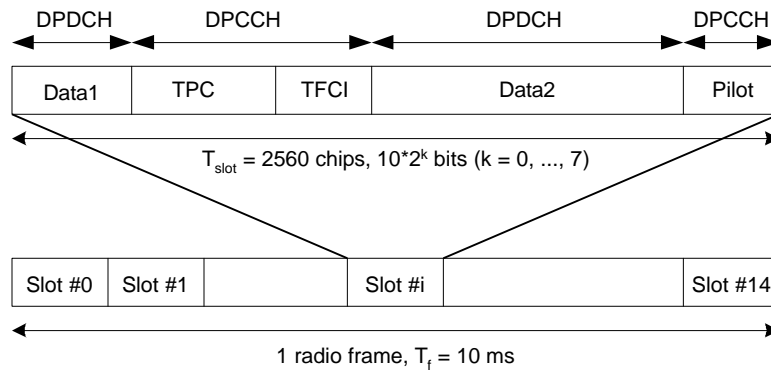 DPDCH DPCCH DPDCH DPCCH
Data1 TPC TFCI Data2 Pilot
T_slot = 2560 chips, 10*2^k bits (k = 0, ..., 7)
Slot #0 Slot #1 Slot #i Slot #14
1 radio frame, T_f = 10 ms